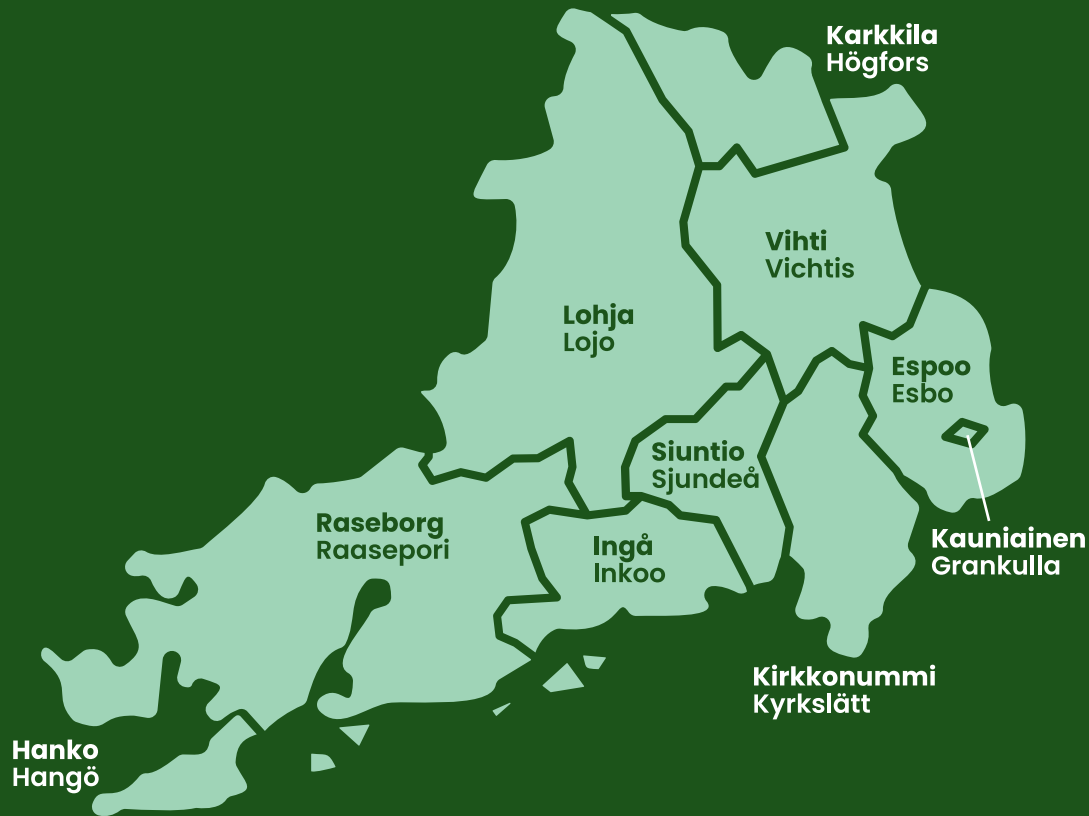 Karkkila
Högfors
Vihti
Vichtis
Lohja
Lojo
Espoo
Esbo
Siuntio
Sjundeå
Raseborg
Raasepori
Ingå
Inkoo
Kauniainen
Grankulla
Kirkkonummi
Kyrkslätt
Hanko
Hangö